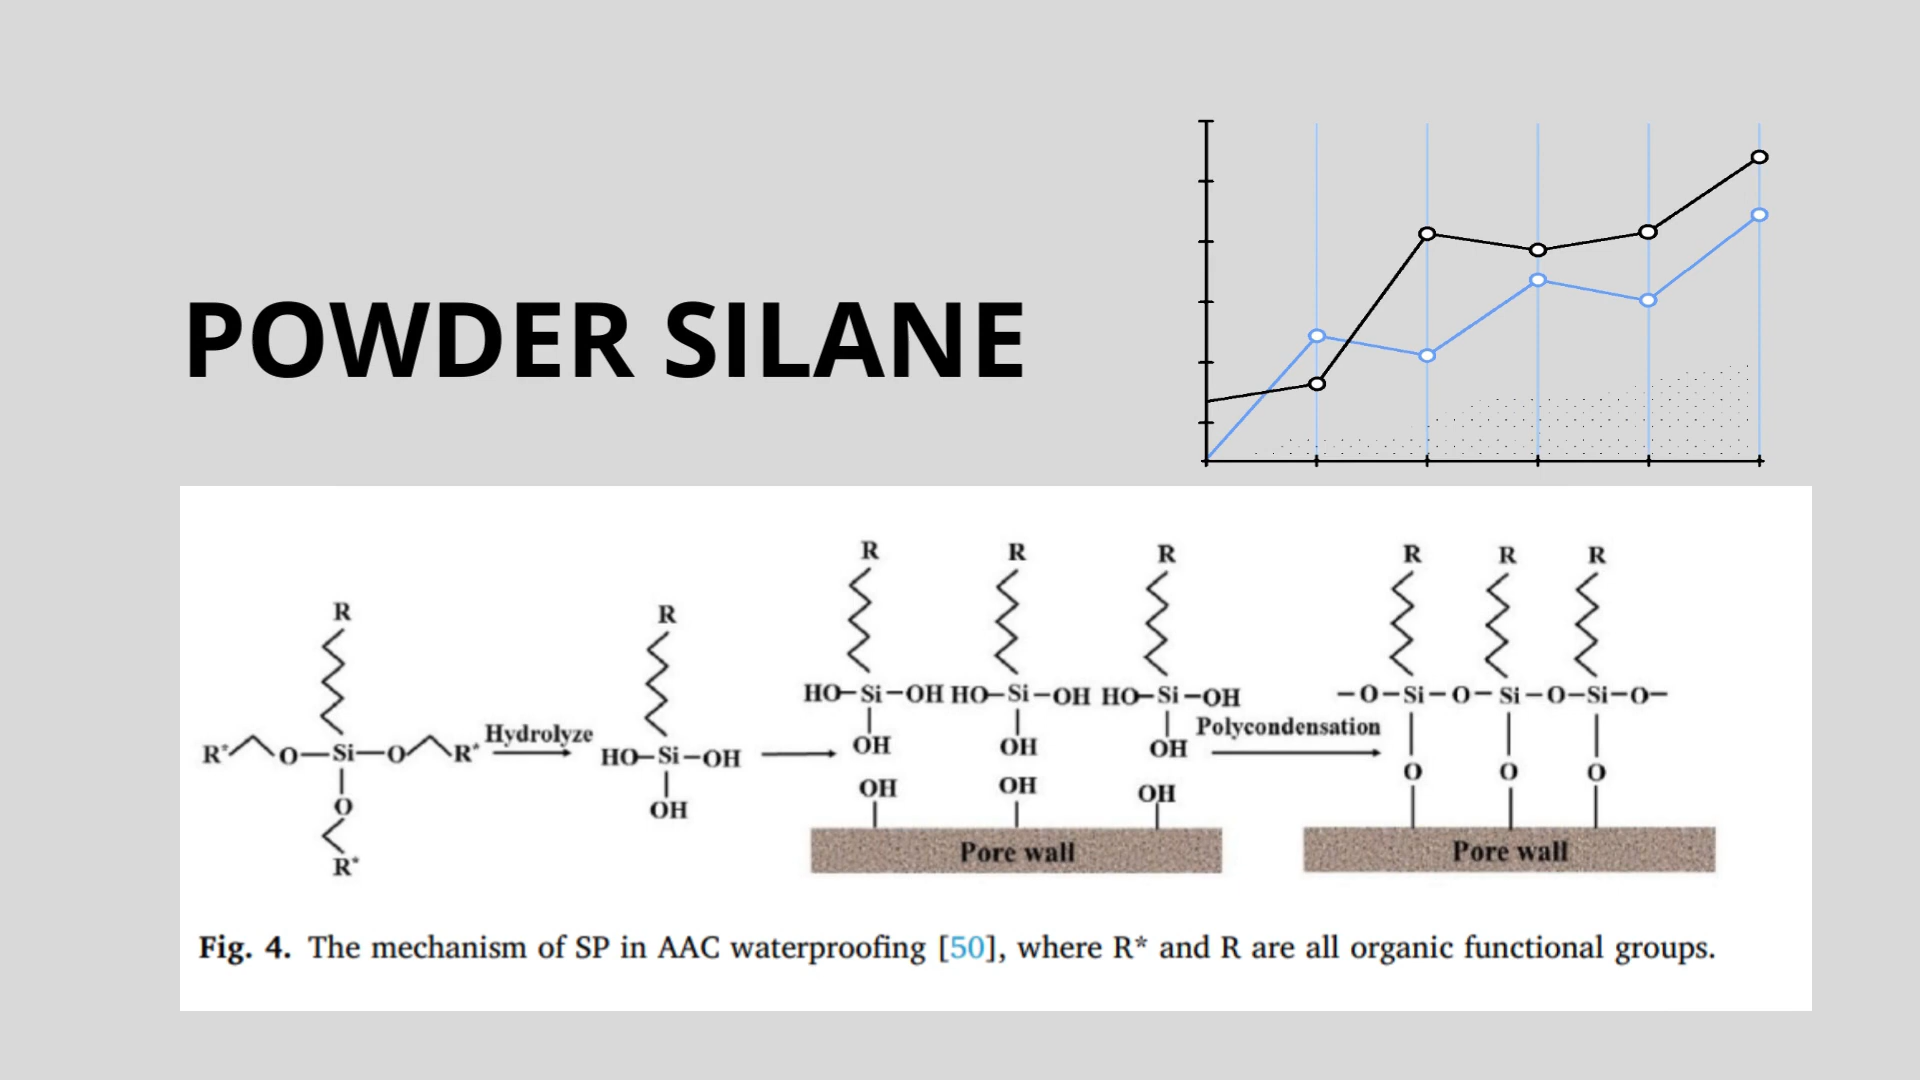 POWDER SILANE
R R R R R R
R R
HO–Si–OH HO–Si–OH HO–Si–OH –O–Si–O–Si–O–Si–O–
Hydrolyze Polycondensation
R* O–Si–O R* HO–Si–OH OH OH OH
O OH OH OH OH O O O
R*
Pore wall Pore wall
Fig. 4. The mechanism of SP in AAC waterproofing [50], where R* and R are all organic functional groups.